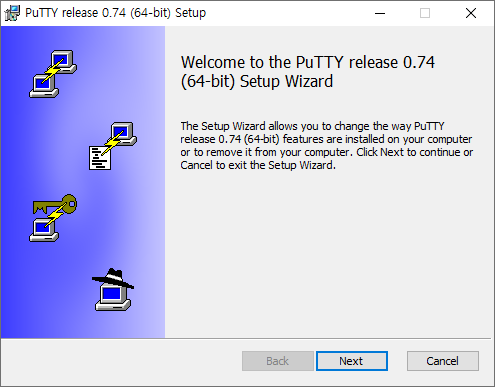 PuTTY release 0.74 (64-bit) Setup
Welcome to the PuTTY release 0.74
(64-bit) Setup Wizard
The Setup Wizard allows you to change the way PuTTY
release 0.74 (64-bit) features are installed on your computer
or to remove it from your computer. Click Next to continue or
Cancel to exit the Setup Wizard.
Back
Next
Cancel